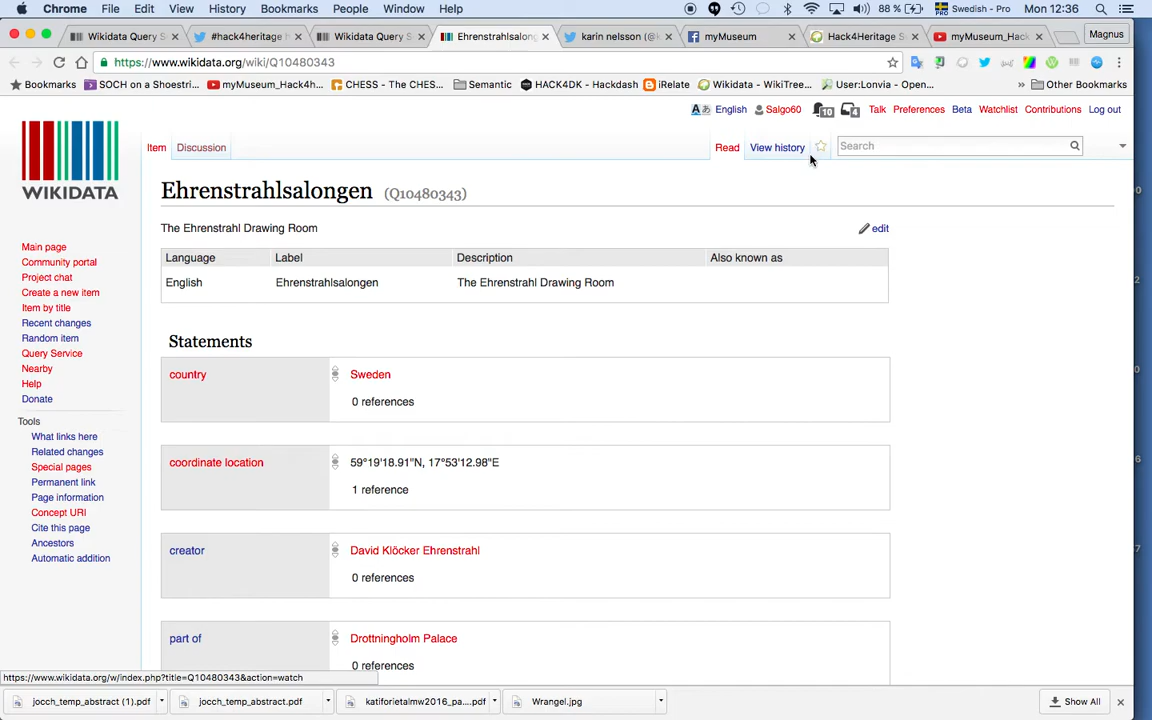 Chrome File Edit View History Bookmarks People Window Help 88 % Swedish - Pro Mon 12:36
Wikidata Query S × #hack4heritage × Wikidata Query S × Ehrenstrahlsalong × karin nelsson (@k × myMuseum × Hack4Heritage S × myMuseum_Hack × Magnus
https://www.wikidata.org/wiki/Q10480343
Bookmarks SOCH on a Shoestri... myMuseum_Hack4h... CHESS - The CHES... Semantic HACK4DK - Hackdash iRelate Wikidata - WikiTree... User:Lonvia - Open... » Other Bookmarks
English Salgo60 10 4 Talk Preferences Beta Watchlist Contributions Log out
Item Discussion Read View history Search
WIKIDATA
Ehrenstrahlsalongen (Q10480343)
The Ehrenstrahl Drawing Room edit
Language Label Description Also known as
English Ehrenstrahlsalongen The Ehrenstrahl Drawing Room
Main page
Community portal
Project chat
Create a new item
Item by title
Recent changes
Random item
Query Service
Nearby
Help
Donate
Tools
What links here
Related changes
Special pages
Permanent link
Page information
Concept URI
Cite this page
Ancestors
Automatic addition
Statements
country Sweden
0 references
coordinate location 59°19'18.91"N, 17°53'12.98"E
1 reference
creator David Klöcker Ehrenstrahl
0 references
part of Drottningholm Palace
0 references
https://www.wikidata.org/w/index.php?title=Q10480343&action=watch
jocch_temp_abstract (1).pdf jocch_temp_abstract.pdf katiforietalmw2016_pa....pdf Wrangel.jpg Show All ×